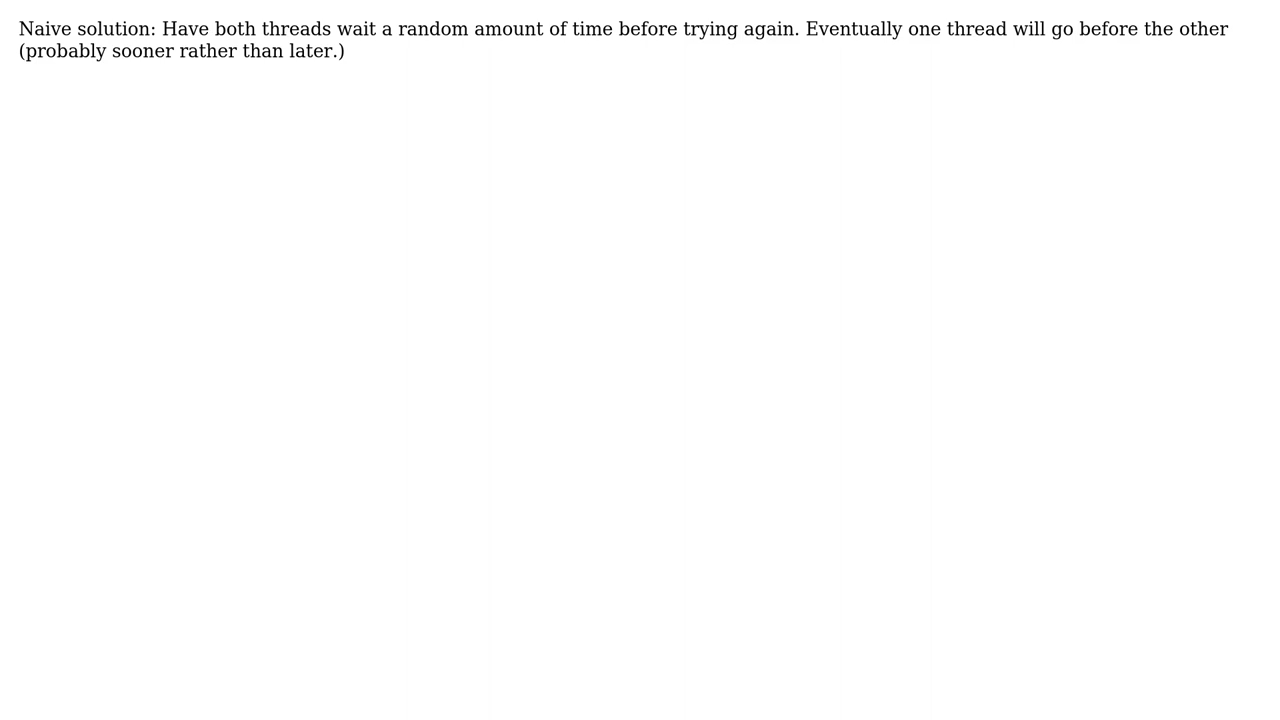 Naive solution: Have both threads wait a random amount of time before trying again. Eventually one thread will go before the other
(probably sooner rather than later.)